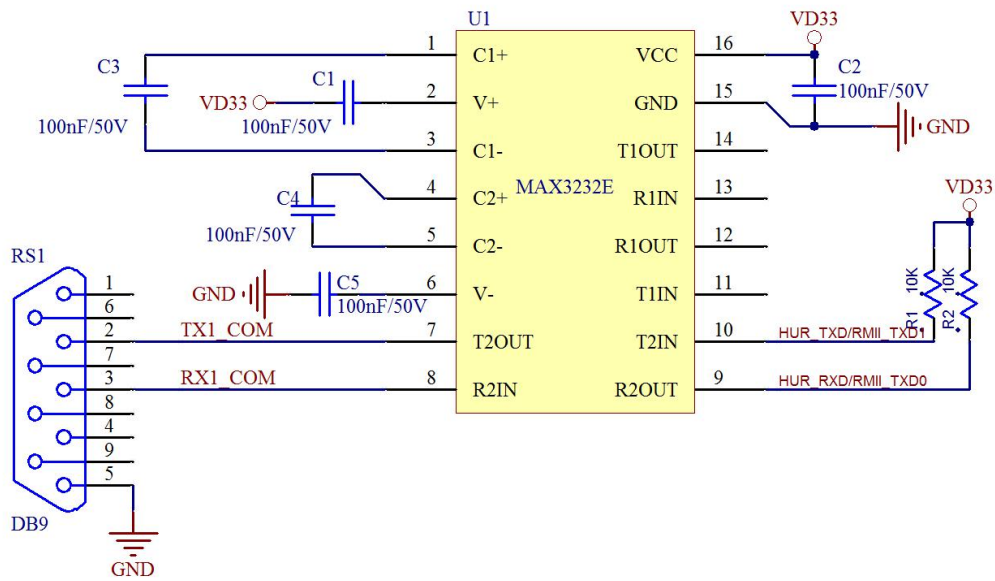 U1
VD33
1 C1+ VCC 16
C3
C1
C2
VD33
2 V+ GND 15
100nF/50V
100nF/50V
100nF/50V
GND
3 C1- T1OUT 14
MAX3232E
4 C2+ R1IN 13
VD33
C4
100nF/50V
5 C2- R1OUT 12
RS1
C5
GND
100nF/50V
6 V- T1IN 11
R1 10K
R2 10K
1
6
TX1_COM
7 T2OUT T2IN 10
HUR_TXD/RMII_TXD1
2
7
RX1_COM
8 R2IN R2OUT 9
HUR_RXD/RMII_TXD0
3
8
4
9
5
DB9
GND